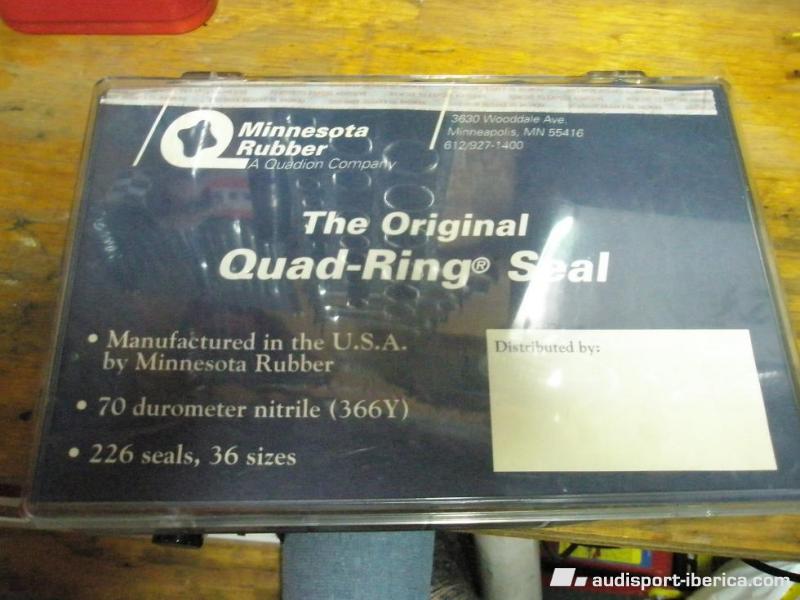 Minnesota
Rubber
A Quadion Company
3630 Wooddale Ave.
Minneapolis, MN 55416
612/927-1400
The Original
Quad-Ring® Seal
• Manufactured in the U.S.A.
by Minnesota Rubber
• 70 durometer nitrile (366Y)
• 226 seals, 36 sizes
Distributed by:
audisport-iberica.com